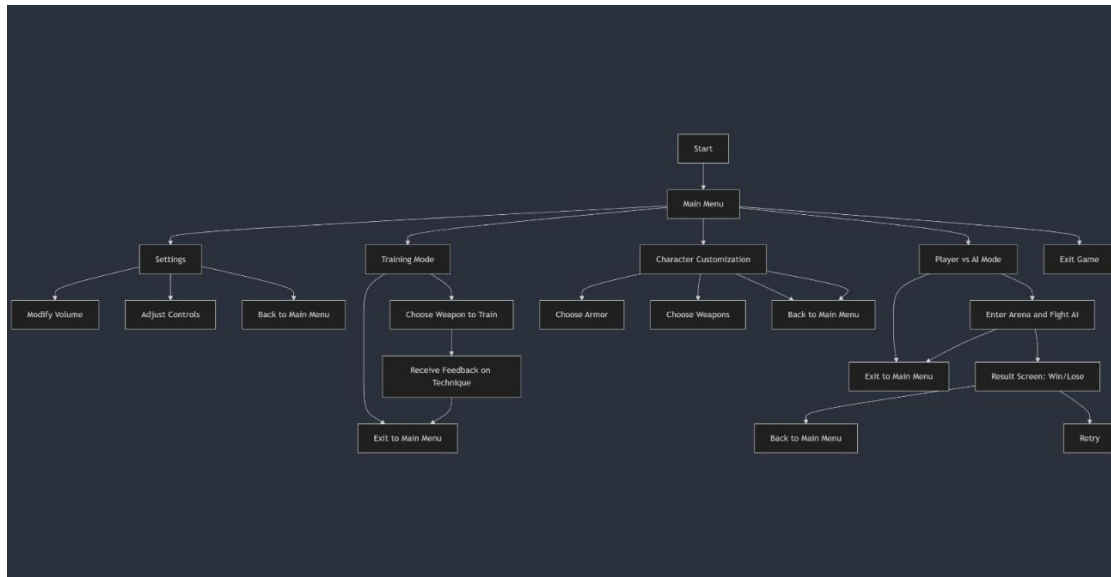 Start
Main Menu
Settings
Training Mode
Character Customization
Player vs AI Mode
Exit Game
Modify Volume
Adjust Controls
Back to Main Menu
Choose Weapon to Train
Choose Armor
Choose Weapons
Back to Main Menu
Enter Arena and Fight AI
Receive Feedback on
Technique
Exit to Main Menu
Result Screen: Win/Lose
Exit to Main Menu
Back to Main Menu
Retry